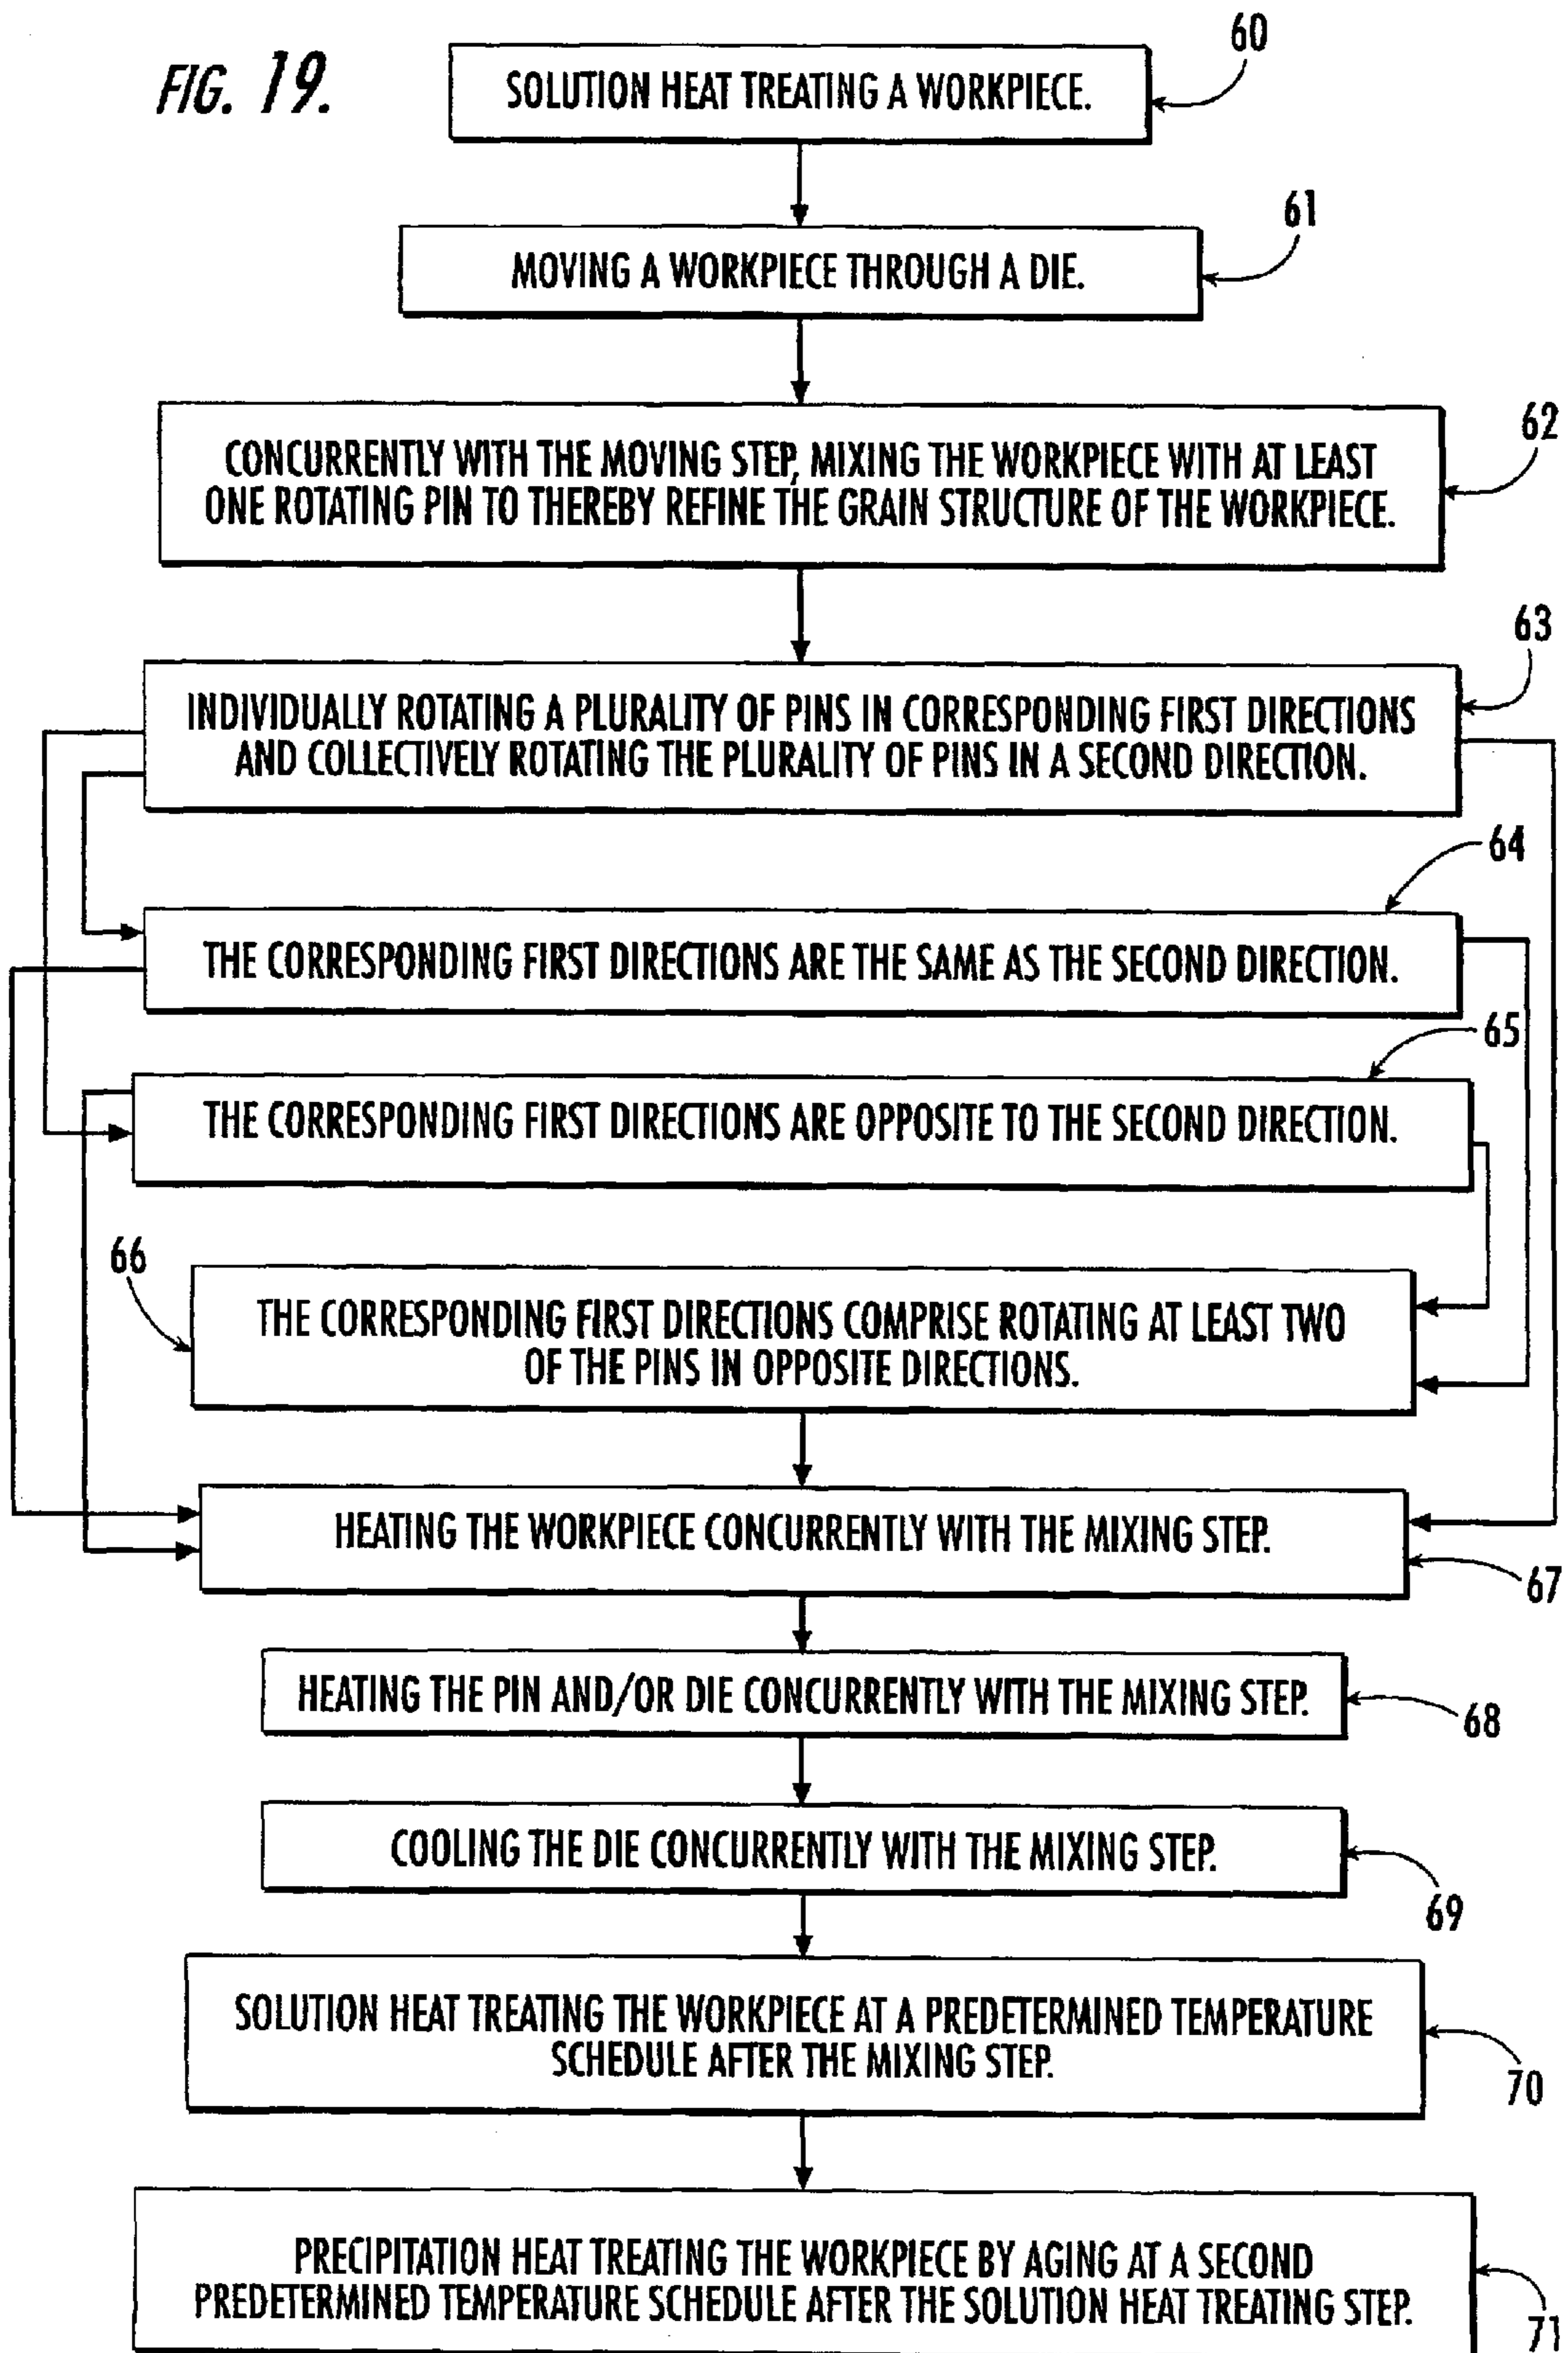 FIG. 19.
60
SOLUTION HEAT TREATING A WORKPIECE.
61
MOVING A WORKPIECE THROUGH A DIE.
62
CONCURRENTLY WITH THE MOVING STEP, MIXING THE WORKPIECE WITH AT LEAST
ONE ROTATING PIN TO THEREBY REFINE THE GRAIN STRUCTURE OF THE WORKPIECE.
63
INDIVIDUALLY ROTATING A PLURALITY OF PINS IN CORRESPONDING FIRST DIRECTIONS
AND COLLECTIVELY ROTATING THE PLURALITY OF PINS IN A SECOND DIRECTION.
64
THE CORRESPONDING FIRST DIRECTIONS ARE THE SAME AS THE SECOND DIRECTION.
65
THE CORRESPONDING FIRST DIRECTIONS ARE OPPOSITE TO THE SECOND DIRECTION.
66
THE CORRESPONDING FIRST DIRECTIONS COMPRISE ROTATING AT LEAST TWO
OF THE PINS IN OPPOSITE DIRECTIONS.
HEATING THE WORKPIECE CONCURRENTLY WITH THE MIXING STEP.
67
HEATING THE PIN AND/OR DIE CONCURRENTLY WITH THE MIXING STEP.
68
COOLING THE DIE CONCURRENTLY WITH THE MIXING STEP.
69
SOLUTION HEAT TREATING THE WORKPIECE AT A PREDETERMINED TEMPERATURE
SCHEDULE AFTER THE MIXING STEP.
70
PRECIPITATION HEAT TREATING THE WORKPIECE BY AGING AT A SECOND
PREDETERMINED TEMPERATURE SCHEDULE AFTER THE SOLUTION HEAT TREATING STEP.
71